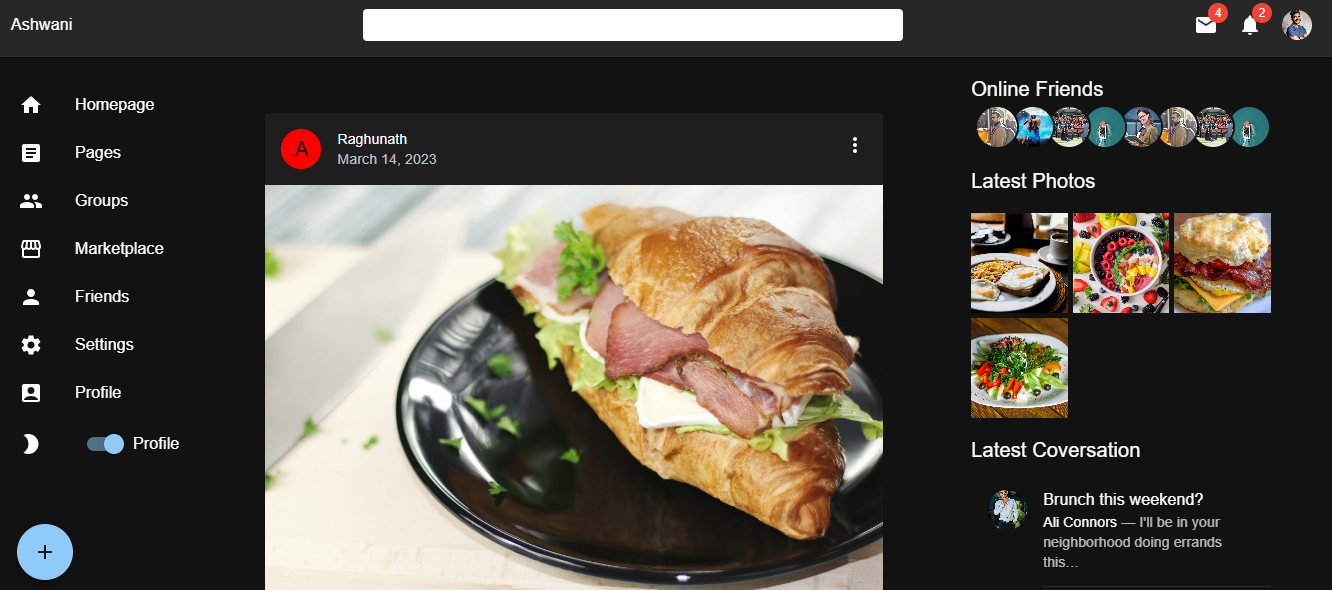 Ashwani
4
2
Homepage
Pages
Groups
Marketplace
Friends
Settings
Profile
Profile
+
A
Raghunath
March 14, 2023
Online Friends
Latest Photos
Latest Coversation
Brunch this weekend?
Ali Connors — I'll be in your
neighborhood doing errands
this…